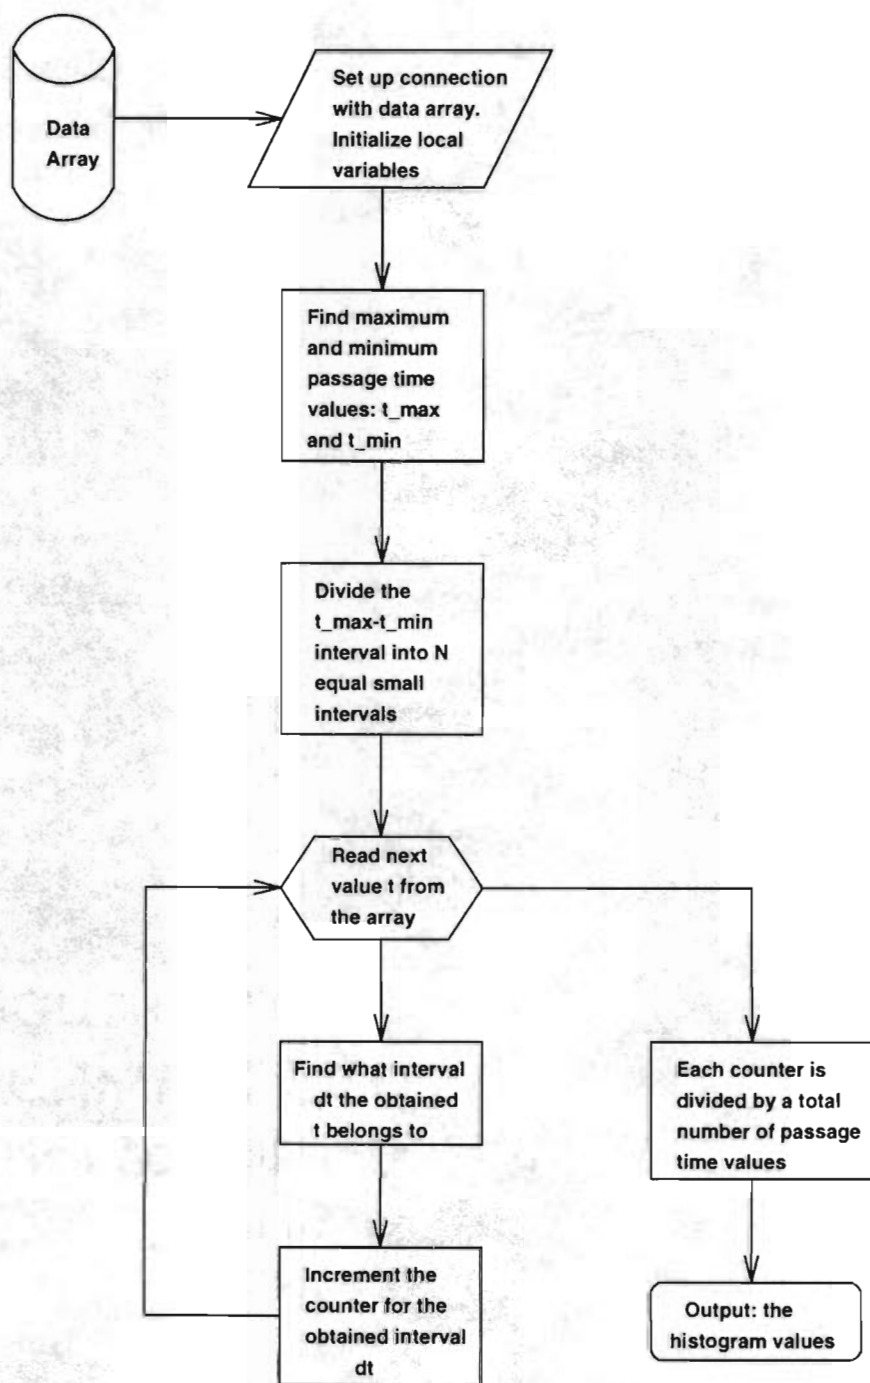 Data
Array
Set up connection
with data array.
Initialize local
variables
Find maximum
and minimum
passage time
values: t_max
and t_min
Divide the
t_max-t_min
interval into N
equal small
intervals
Read next
value t from
the array
Find what interval
dt the obtained
t belongs to
Increment the
counter for the
obtained interval
dt
Each counter is
divided by a total
number of passage
time values
Output: the
histogram values